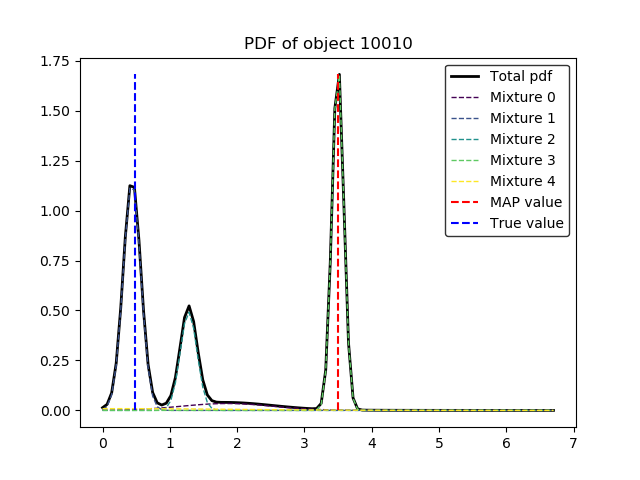 PDF of object 10010
1.75
1.50
1.25
1.00
0.75
0.50
0.25
0.00
0 1 2 3 4 5 6 7
Total pdf
Mixture 0
Mixture 1
Mixture 2
Mixture 3
Mixture 4
MAP value
True value